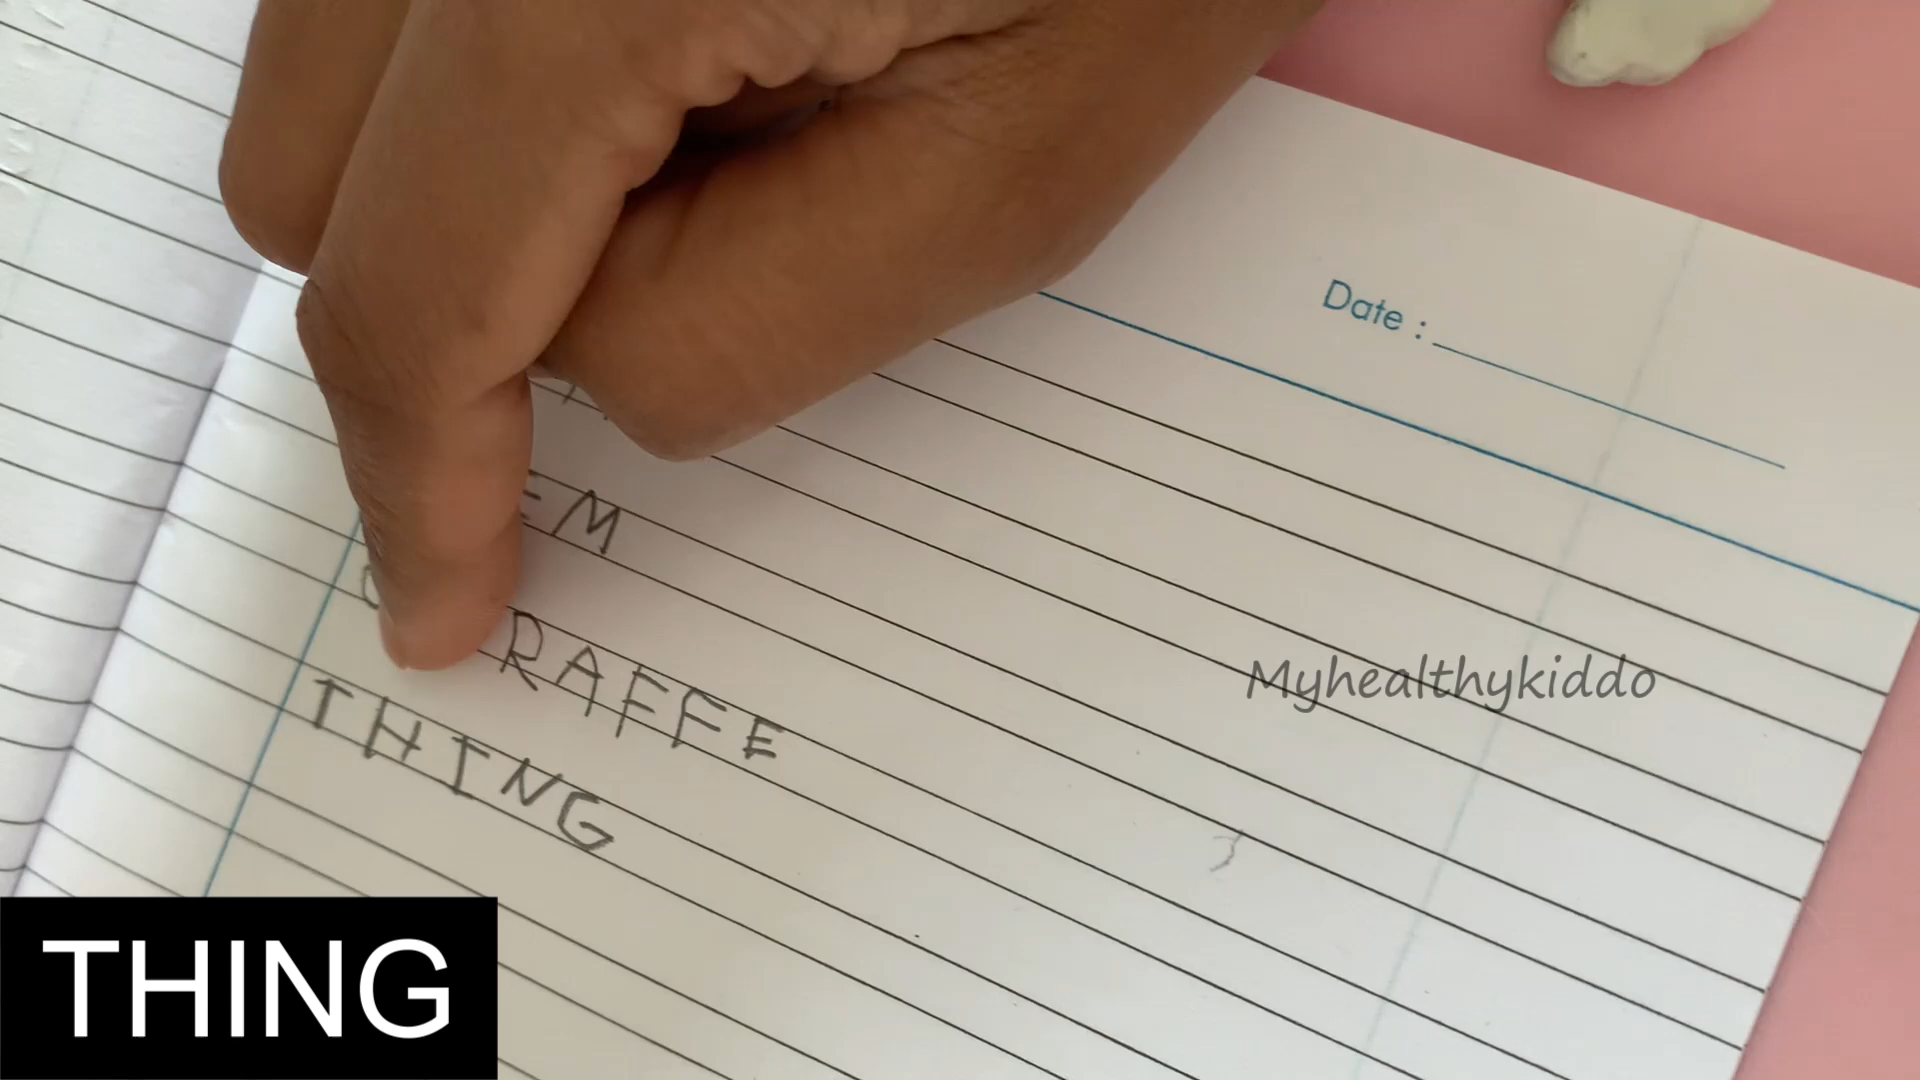 Date :
EM
RAFFE
THING
Myhealthykiddo
THING